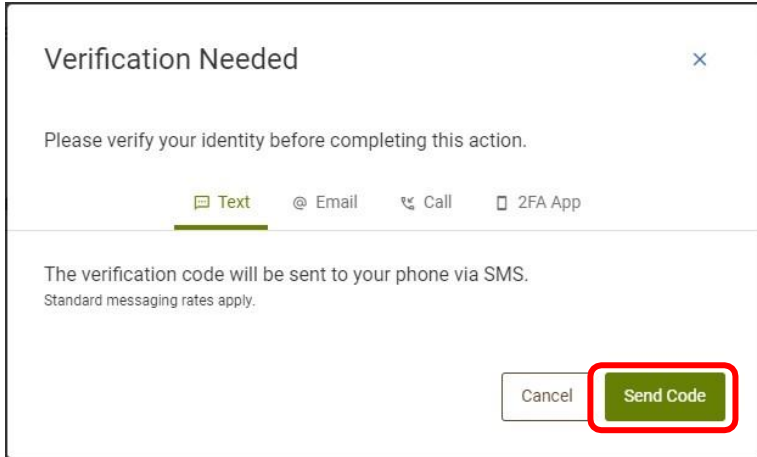 Verification Needed
Please verify your identity before completing this action.
Text @ Email Call 2FA App
The verification code will be sent to your phone via SMS.
Standard messaging rates apply.
Cancel Send Code